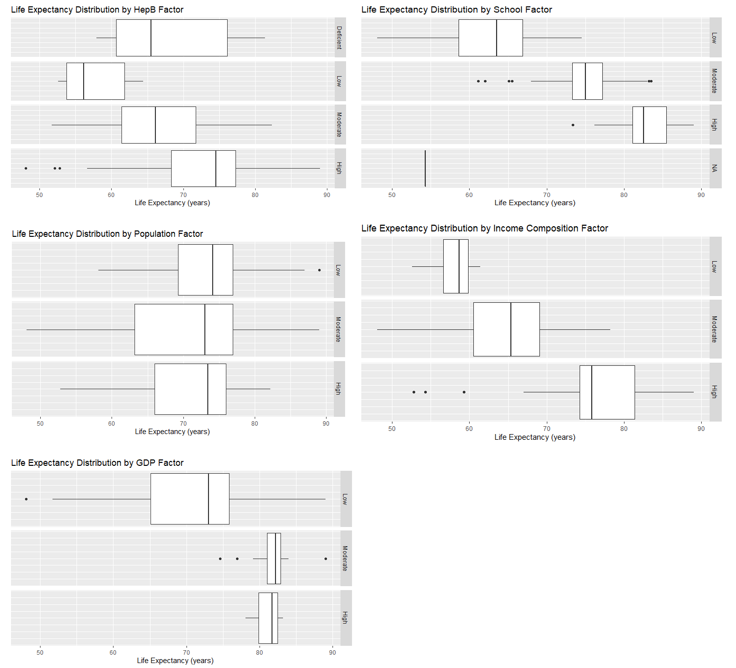 Life Expectancy Distribution by HepB Factor
Deficient
Low
Moderate
High
50 60 70 80 90
Life Expectancy (years)
Life Expectancy Distribution by School Factor
Low
Moderate
High
NA
50 60 70 80 90
Life Expectancy (years)
Life Expectancy Distribution by Population Factor
Low
Moderate
High
50 60 70 80 90
Life Expectancy (years)
Life Expectancy Distribution by Income Composition Factor
Low
Moderate
High
50 60 70 80 90
Life Expectancy (years)
Life Expectancy Distribution by GDP Factor
Low
Moderate
High
50 60 70 80 90
Life Expectancy (years)